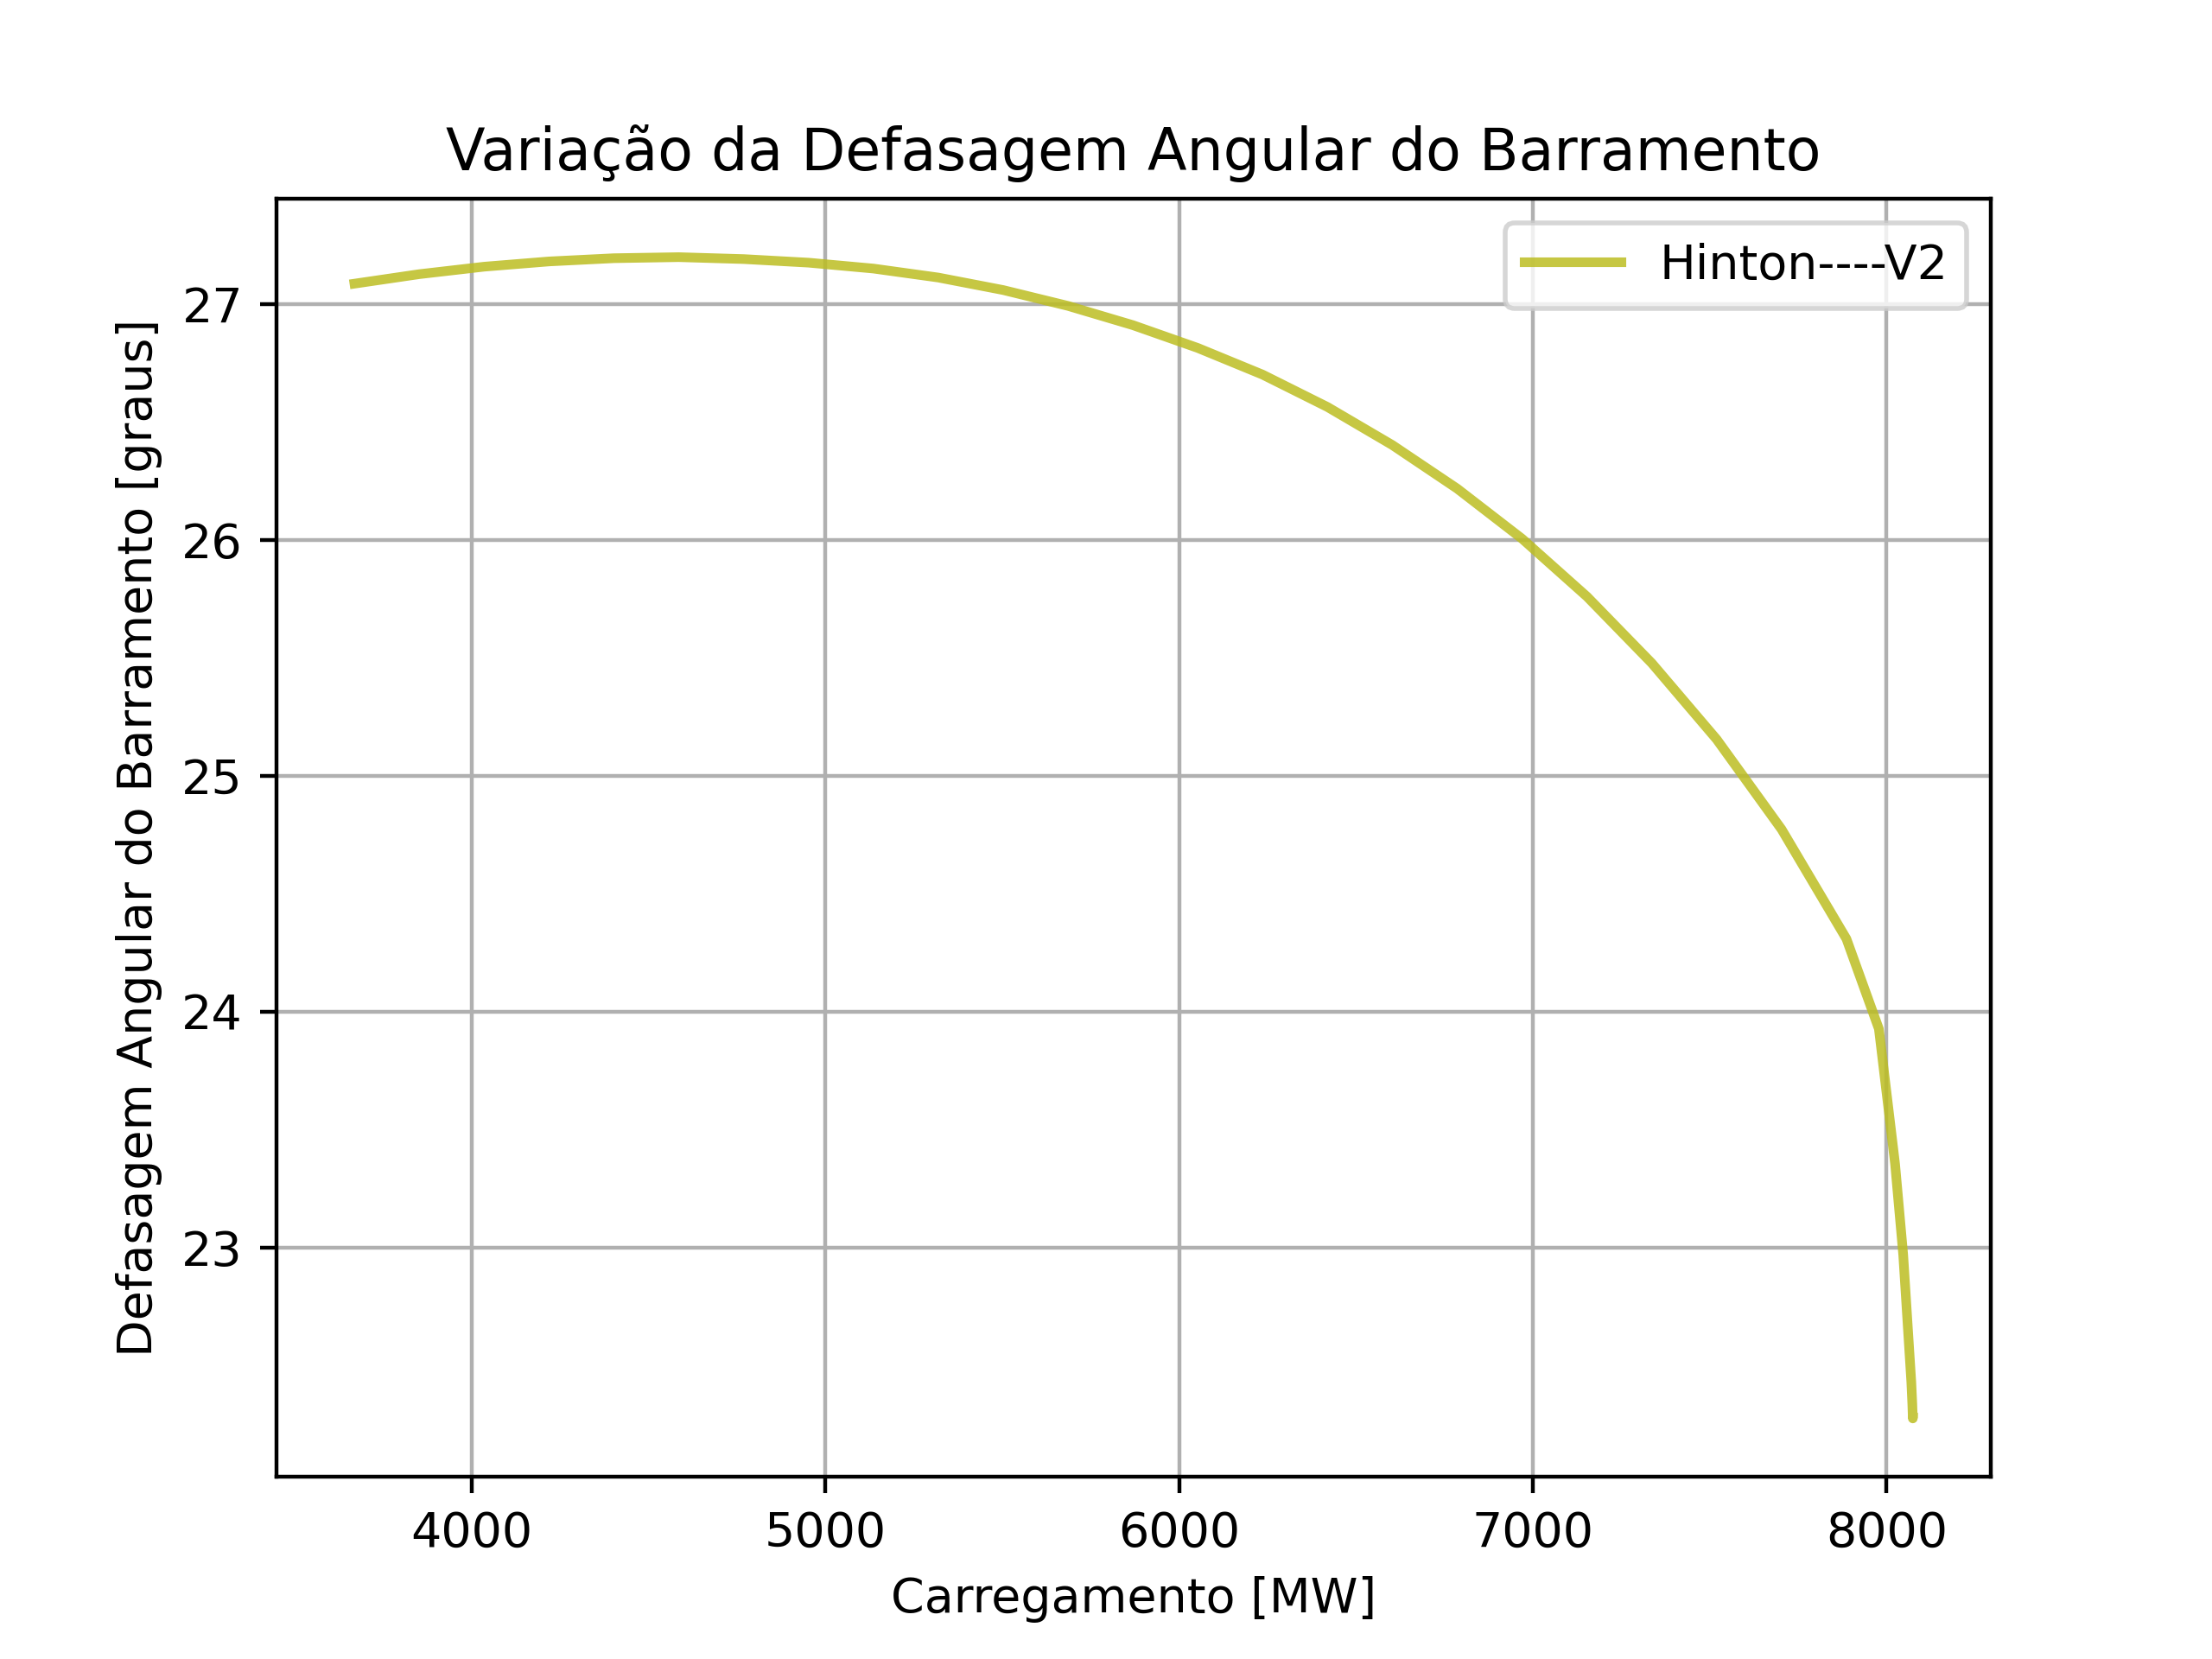 Variação da Defasagem Angular do Barramento
Hinton----V2
Defasagem Angular do Barramento [graus]
27
26
25
24
23
4000 5000 6000 7000 8000
Carregamento [MW]